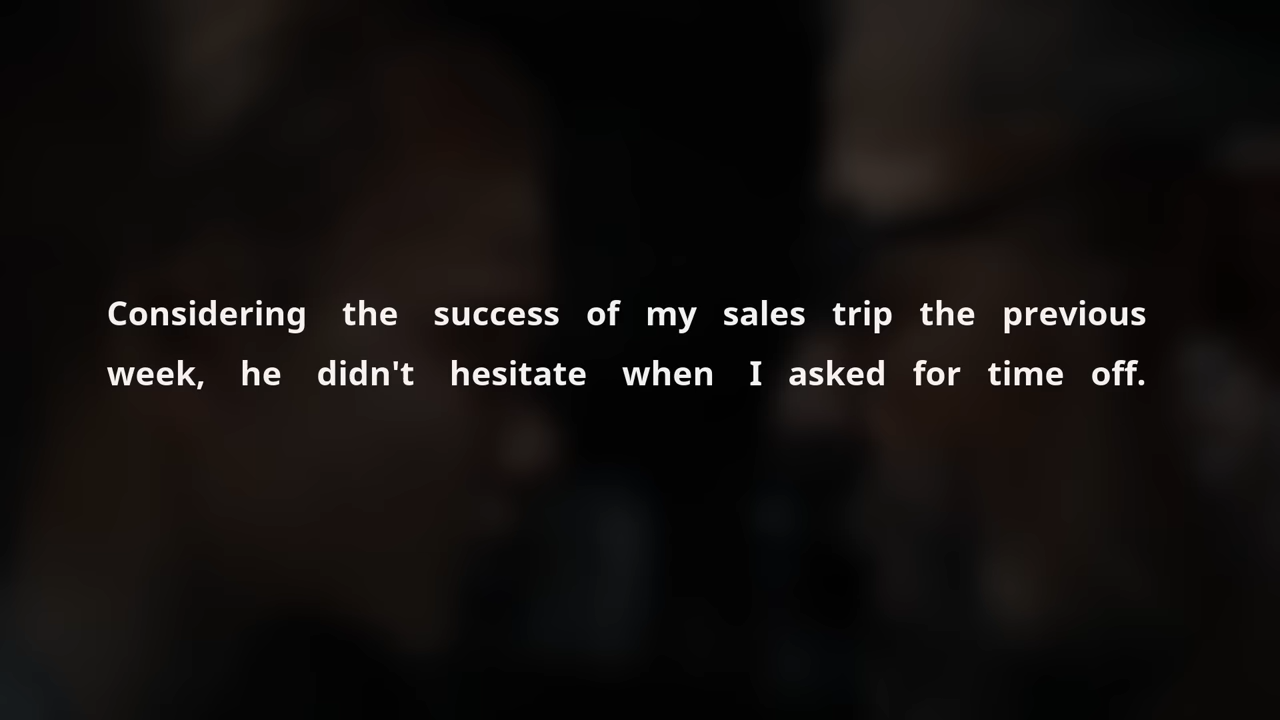 Considering the success of my sales trip the previous
week, he didn't hesitate when I asked for time off.